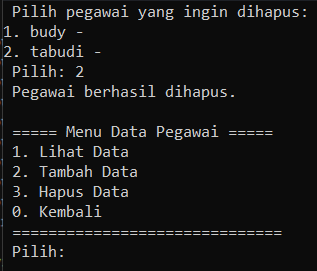 Pilih pegawai yang ingin dihapus:
1. budy -
2. tabudi -
Pilih: 2
Pegawai berhasil dihapus.

===== Menu Data Pegawai =====
1. Lihat Data
2. Tambah Data
3. Hapus Data
0. Kembali
==============================
Pilih: